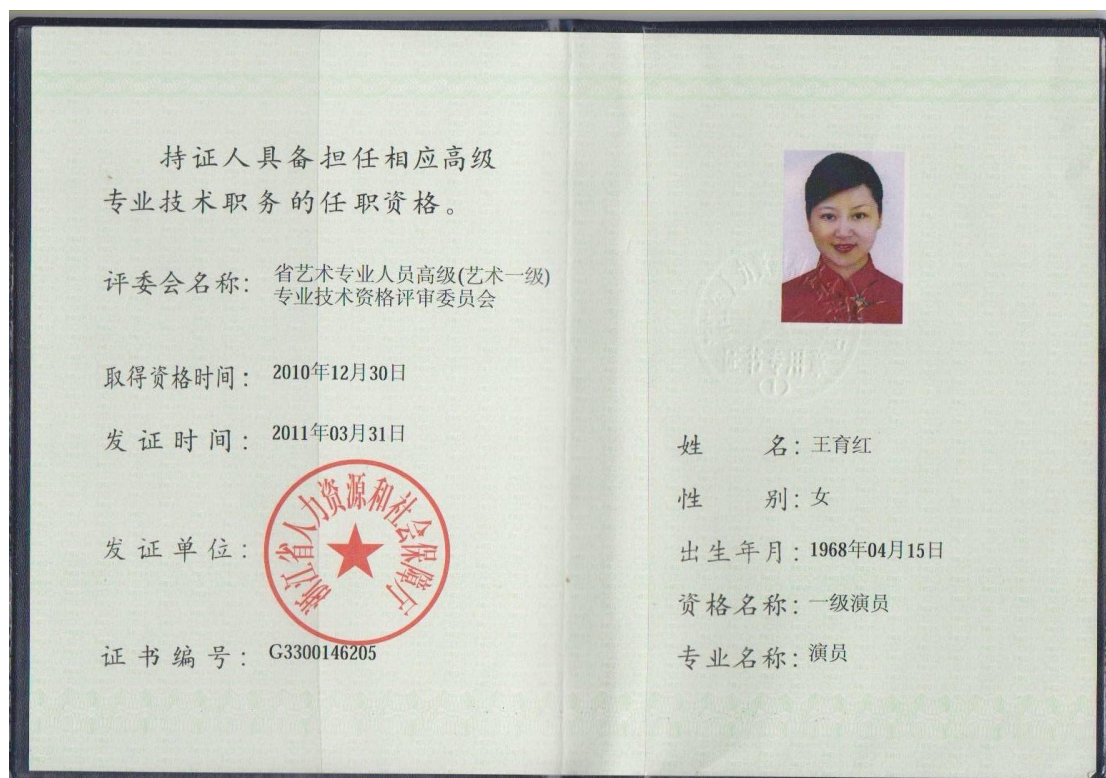 持证人具备担任相应高级
专业技术职务的任职资格。
评委会名称：省艺术专业人员高级(艺术一级)
专业技术资格评审委员会
取得资格时间：2010年12月30日
发证时间：2011年03月31日
发证单位：
浙江省人力资源和社会保障厅
证书编号：G3300146205
姓名：王育红
性别：女
出生年月：1968年04月15日
资格名称：一级演员
专业名称：演员
证书专用章
(1)